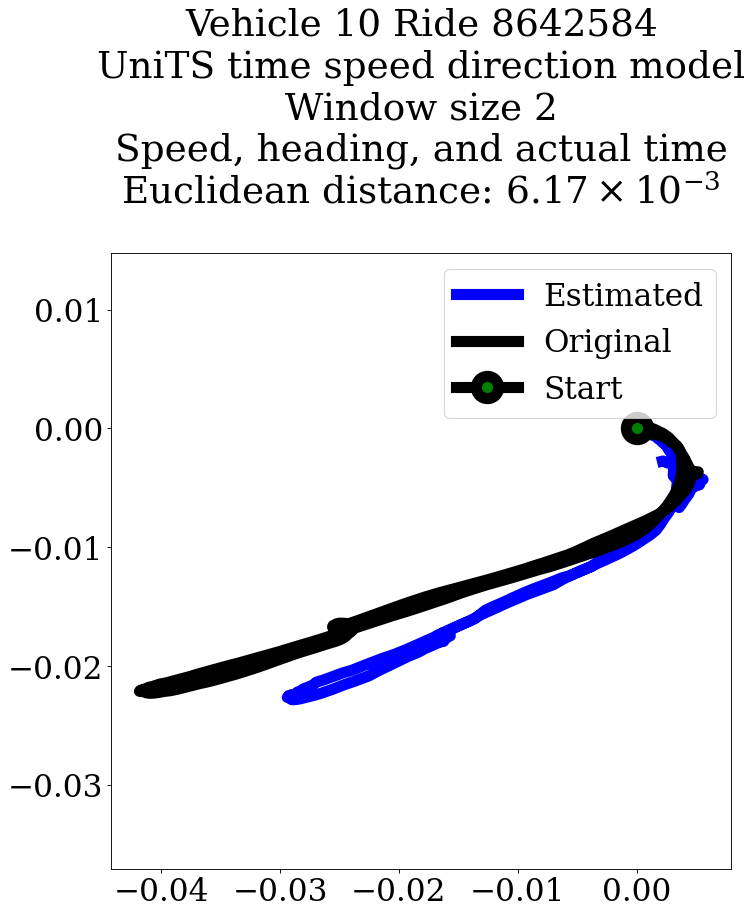 Vehicle 10 Ride 8642584
UniTS time speed direction model
Window size 2
Speed, heading, and actual time
Euclidean distance: 6.17 × 10⁻³
Estimated
Original
Start
0.01
0.00
−0.01
−0.02
−0.03
−0.04 −0.03 −0.02 −0.01 0.00